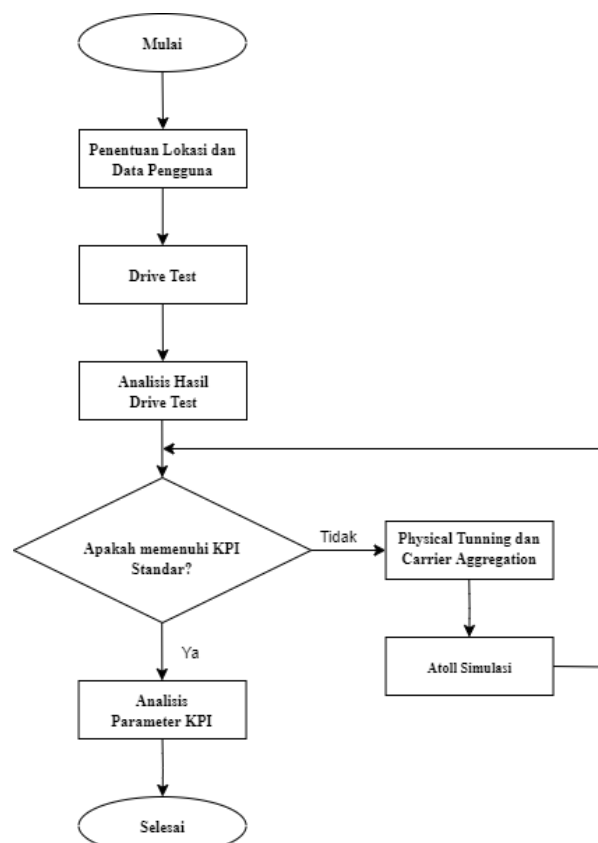 Mulai
Penentuan Lokasi dan
Data Pengguna
Drive Test
Analisis Hasil
Drive Test
Apakah memenuhi KPI
Standar?
Tidak
Physical Tunning dan
Carrier Aggregation
Atoll Simulasi
Ya
Analisis
Parameter KPI
Selesai